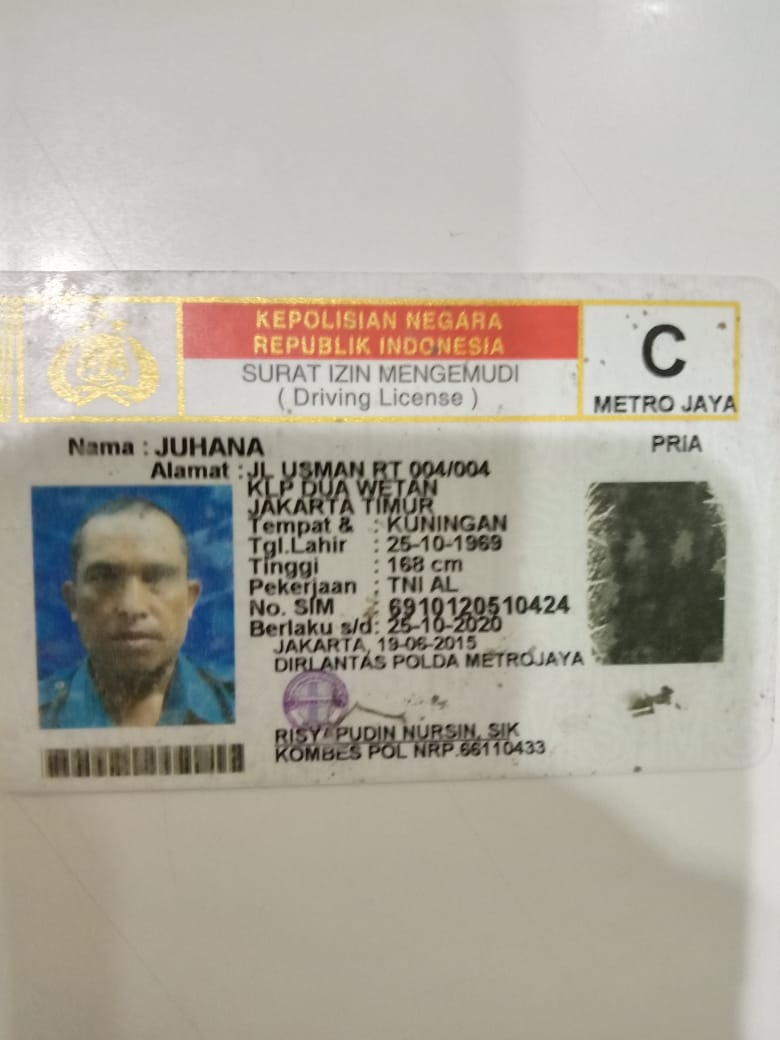 KEPOLISIAN NEGARA
REPUBLIK INDONESIA
SURAT IZIN MENGEMUDI
( Driving License )
C
METRO JAYA
Nama : JUHANA
PRIA
Alamat : JL USMAN RT 004/004
KLP DUA WETAN
JAKARTA TIMUR
Tempat & : KUNINGAN
Tgl.Lahir : 25-10-1969
Tinggi : 168 cm
Pekerjaan : TNI AL
No. SIM : 6910120510424
Berlaku s/d: 25-10-2020
JAKARTA, 19-06-2015
DIRLANTAS POLDA METROJAYA
NURSIN, SIK
KOMBES POL NRP.66110433